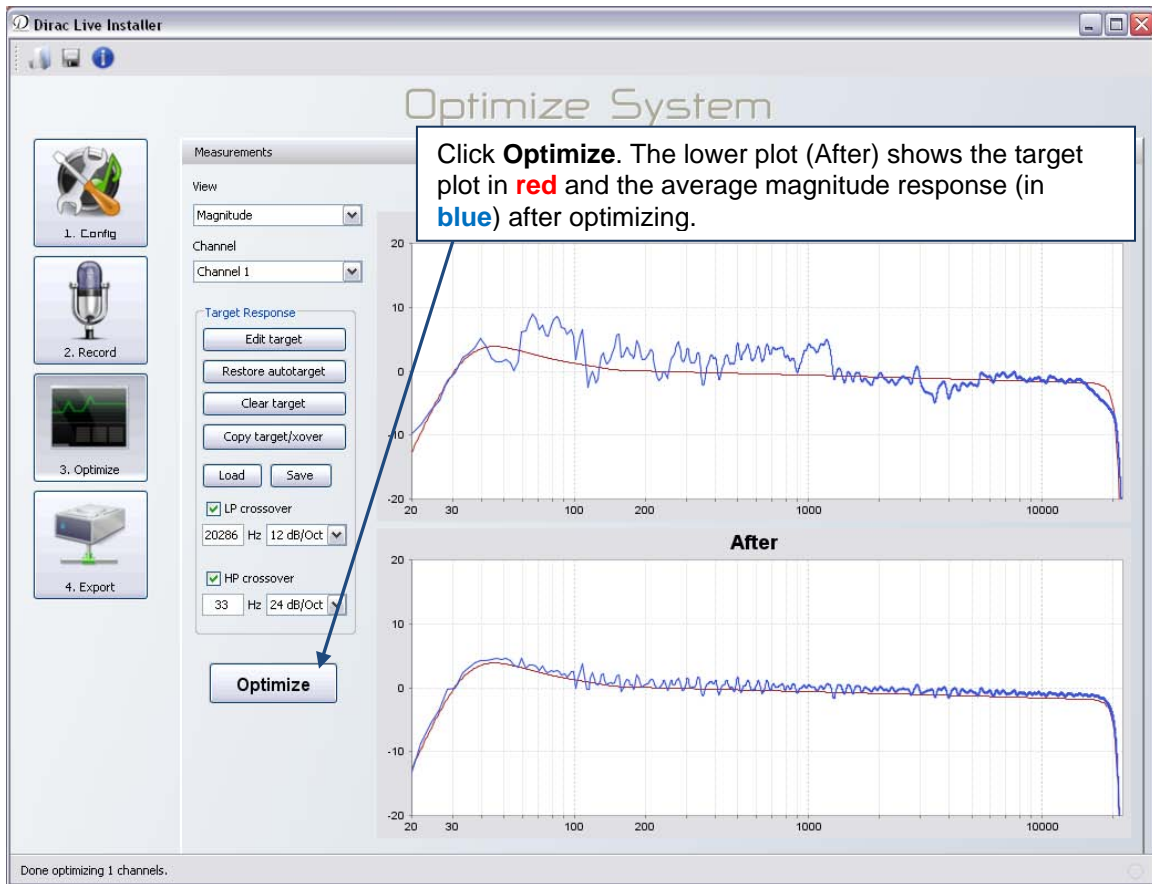 Dirac Live Installer
Optimize System
Click Optimize. The lower plot (After) shows the target
plot in red and the average magnitude response (in
blue) after optimizing.
1. Config
2. Record
3. Optimize
4. Export
Measurements
View
Magnitude
Channel
Channel 1
Target Response
Edit target
Restore autotarget
Clear target
Copy target/xover
Load Save
LP crossover
20286 Hz 12 dB/Oct
HP crossover
33 Hz 24 dB/Oct
Optimize
20
10
0
-10
-20
20 30 100 200 1000 10000
After
20
10
0
-10
-20
20 30 100 200 1000 10000
Done optimizing 1 channels.